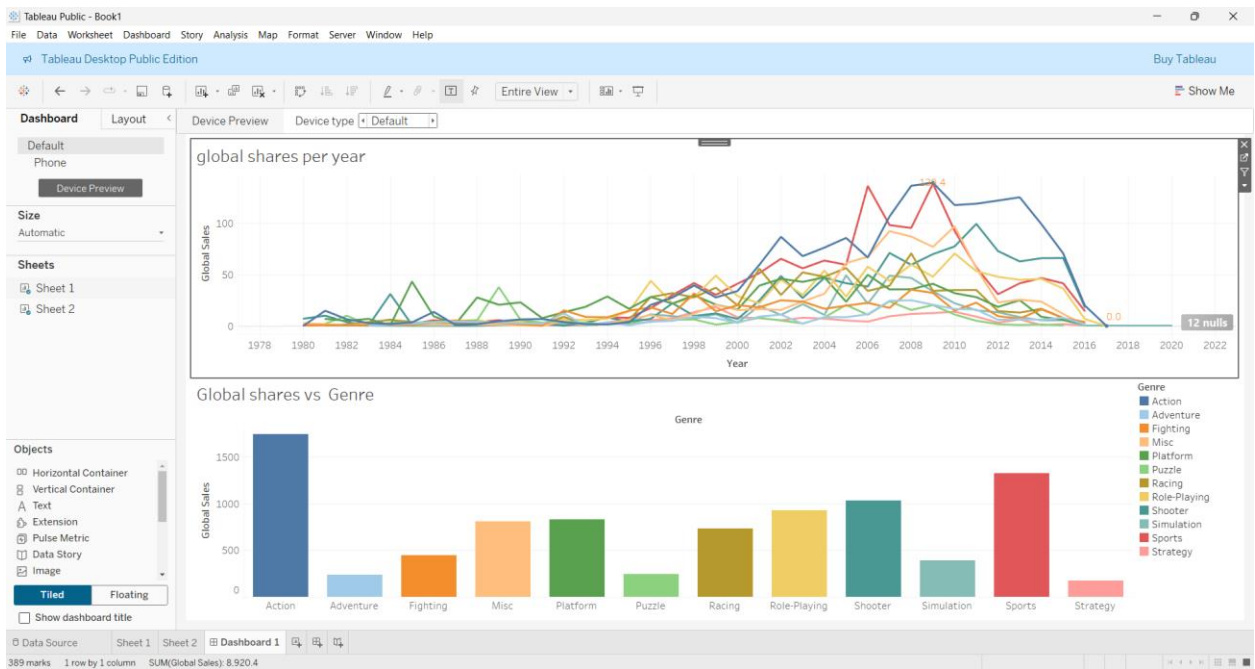 Tableau Public - Book1
File Data Worksheet Dashboard Story Analysis Map Format Server Window Help
Tableau Desktop Public Edition
Buy Tableau
Entire View
Show Me
Dashboard Layout
Device Preview Device type Default
Default
Phone
Device Preview
Size
Automatic
Sheets
Sheet 1
Sheet 2
Objects
Horizontal Container
Vertical Container
Text
Extension
Pulse Metric
Data Story
Image
Tiled Floating
Show dashboard title
global shares per year
Global Sales
100
50
0
0.0
12 nulls
1978 1980 1982 1984 1986 1988 1990 1992 1994 1996 1998 2000 2002 2004 2006 2008 2010 2012 2014 2016 2018 2020 2022
Year
Global shares vs Genre
Genre
Global Sales
1500
1000
500
0
Action Adventure Fighting Misc Platform Puzzle Racing Role-Playing Shooter Simulation Sports Strategy
Genre
Action
Adventure
Fighting
Misc
Platform
Puzzle
Racing
Role-Playing
Shooter
Simulation
Sports
Strategy
Data Source Sheet 1 Sheet 2 Dashboard 1
389 marks 1 row by 1 column SUM(Global Sales): 8,920.4